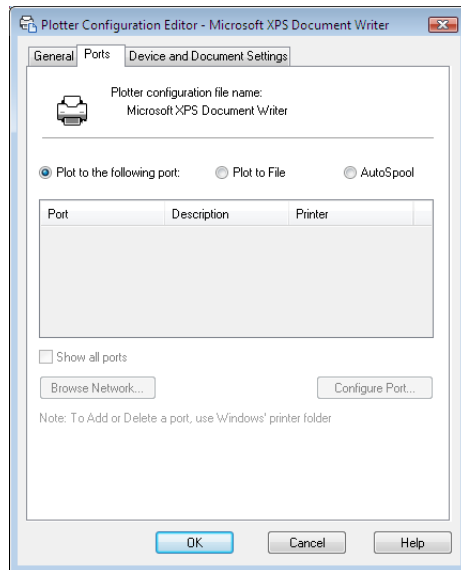 Plotter Configuration Editor - Microsoft XPS Document Writer
General Ports Device and Document Settings
Plotter configuration file name:
Microsoft XPS Document Writer
Plot to the following port: Plot to File AutoSpool
Port Description Printer
Show all ports
Browse Network... Configure Port...
Note: To Add or Delete a port, use Windows' printer folder
OK Cancel Help